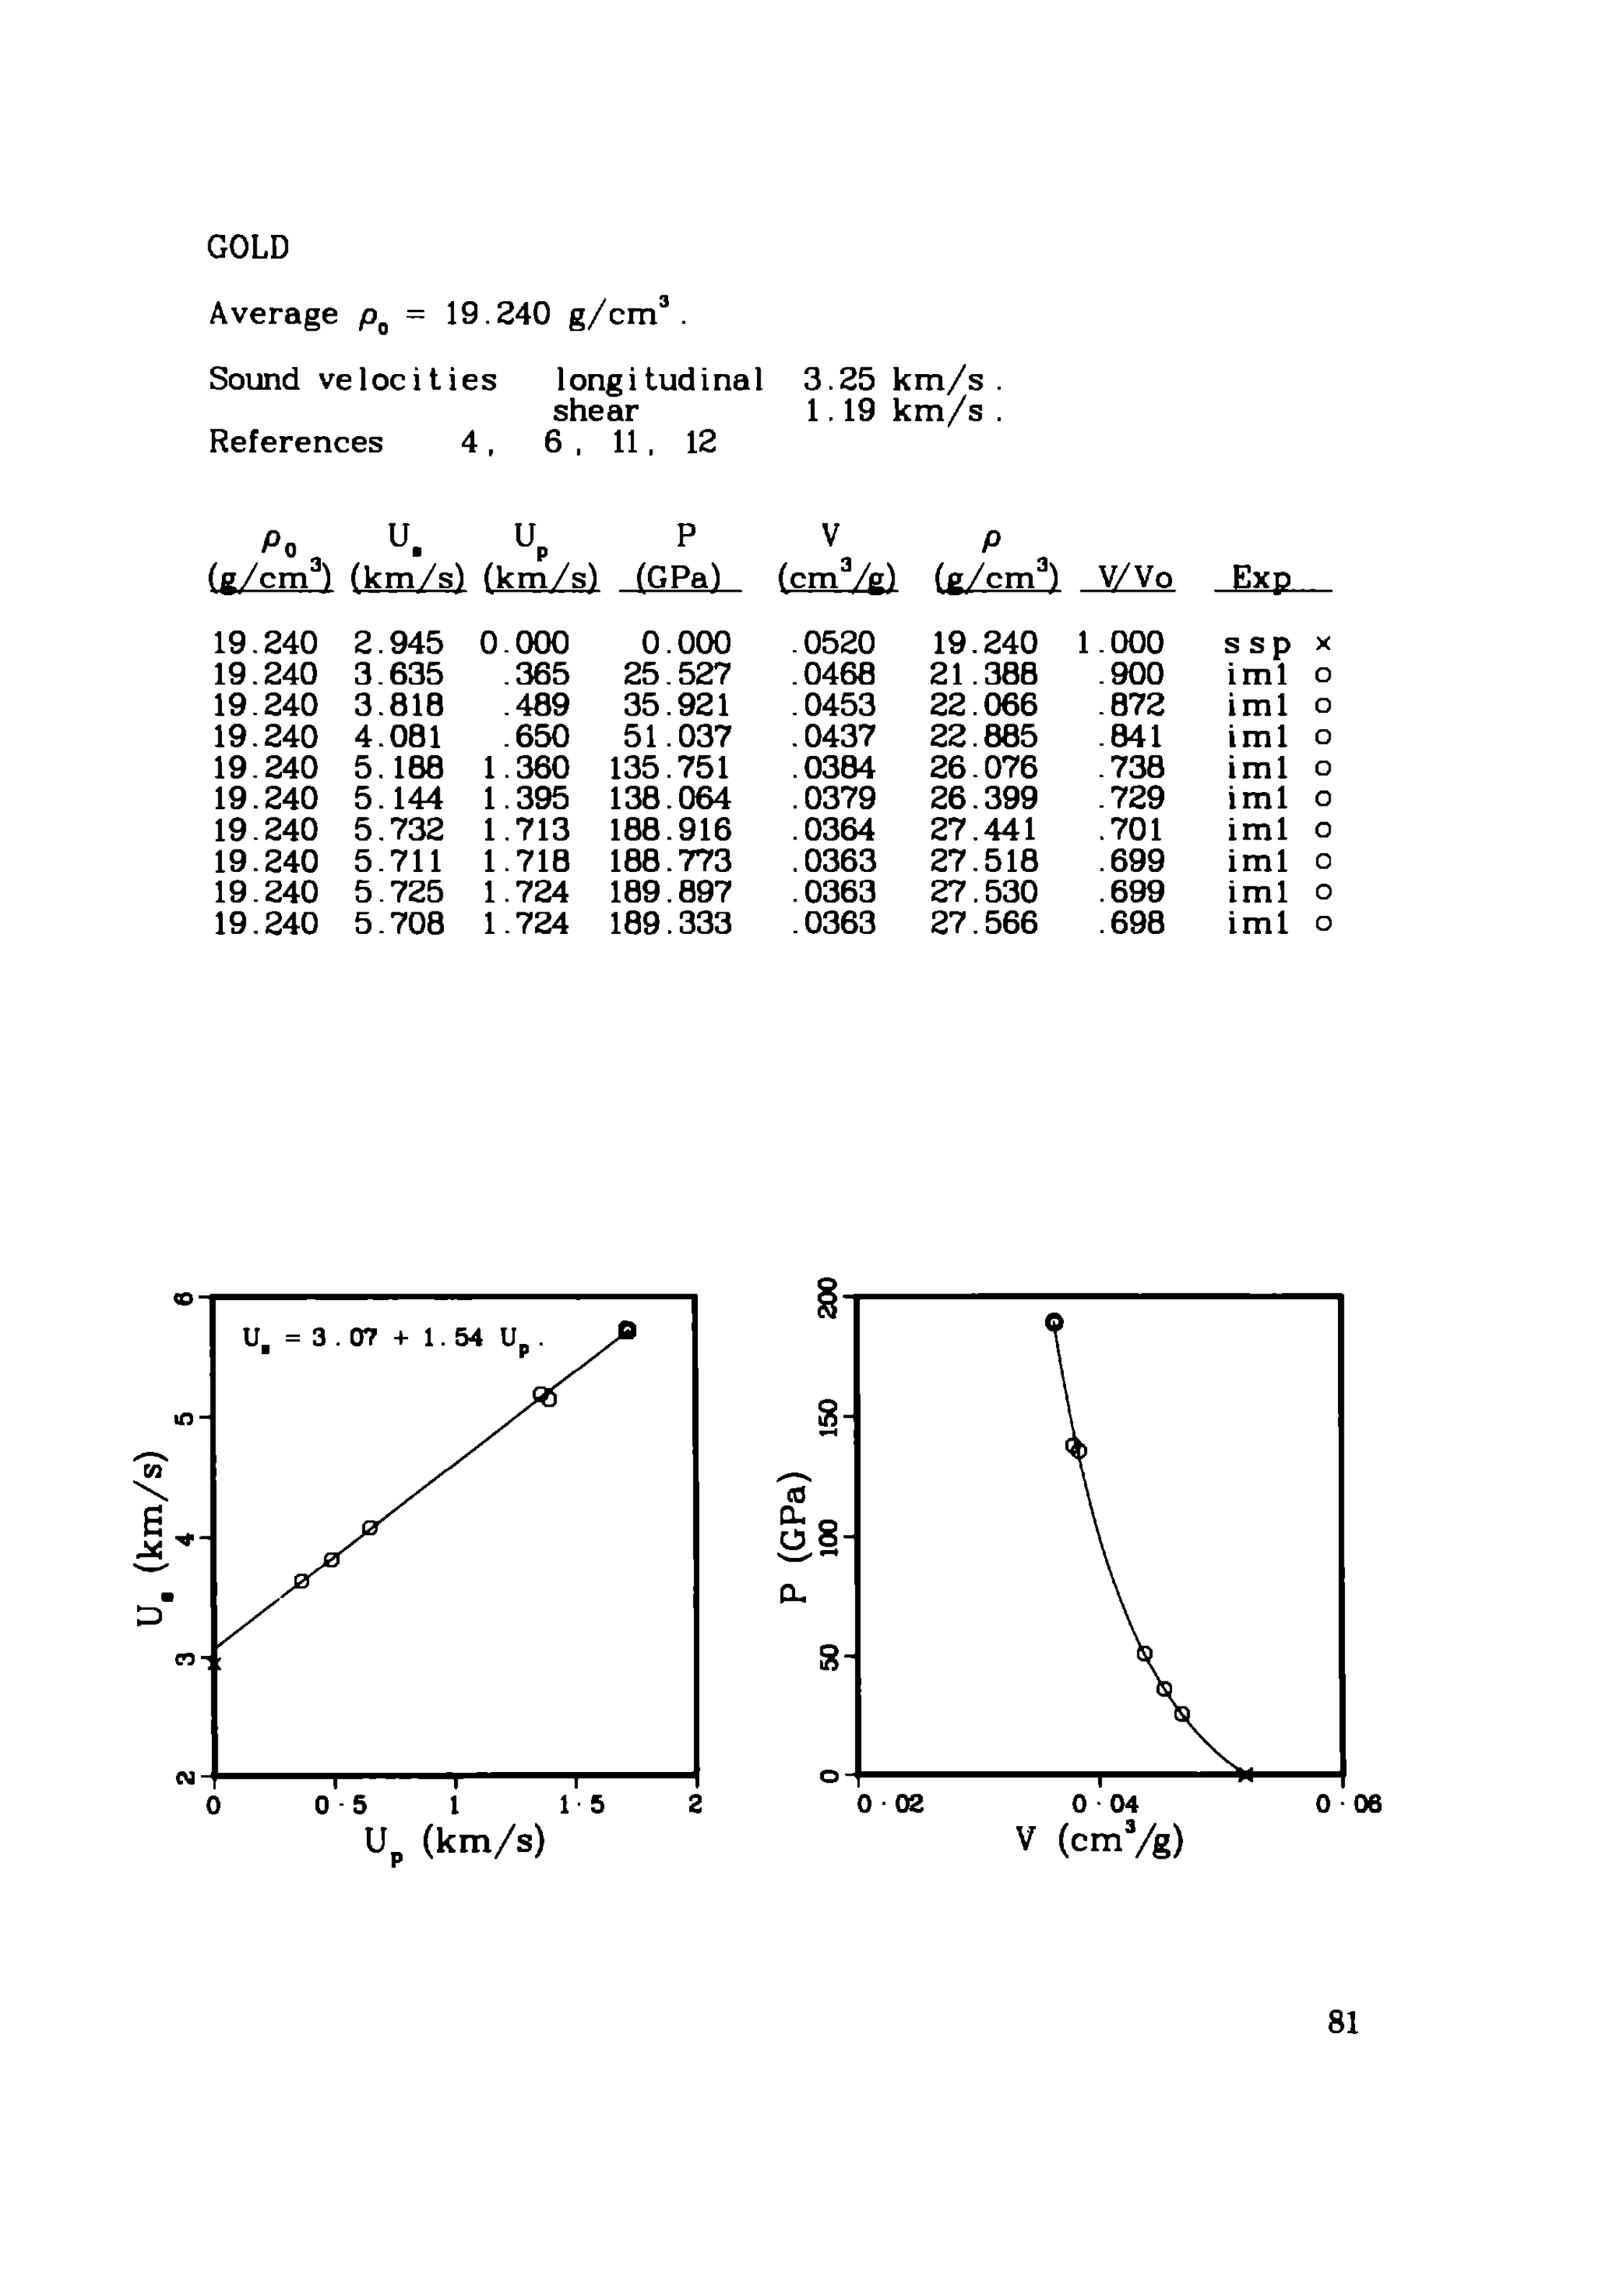 GOLD
Average ρ₀ = 19.240 g/cm³.
Sound velocities longitudinal 3.25 km/s.
shear 1.19 km/s.
References 4, 6, 11, 12
ρ₀ Uₛ Uₚ P V ρ
(g/cm³) (km/s) (km/s) (GPa) (cm³/g) (g/cm³) V/Vo Exp
19.240 2.945 0.000 0.000 .0520 19.240 1.000 ssp ×
19.240 3.635 .365 25.527 .0468 21.388 .900 iml o
19.240 3.818 .489 35.921 .0453 22.066 .872 iml o
19.240 4.081 .650 51.037 .0437 22.885 .841 iml o
19.240 5.188 1.360 135.751 .0384 26.076 .738 iml o
19.240 5.144 1.395 138.064 .0379 26.399 .729 iml o
19.240 5.732 1.713 188.916 .0364 27.441 .701 iml o
19.240 5.711 1.718 188.773 .0363 27.518 .699 iml o
19.240 5.725 1.724 189.897 .0363 27.530 .699 iml o
19.240 5.708 1.724 189.333 .0363 27.566 .698 iml o
Uₛ = 3.07 + 1.54 Uₚ.
6
5
4
3
2
Uₛ (km/s)
0 0.5 1 1.5 2
Uₚ (km/s)
200
150
100
50
0
P (GPa)
0.02 0.04 0.06
V (cm³/g)
81